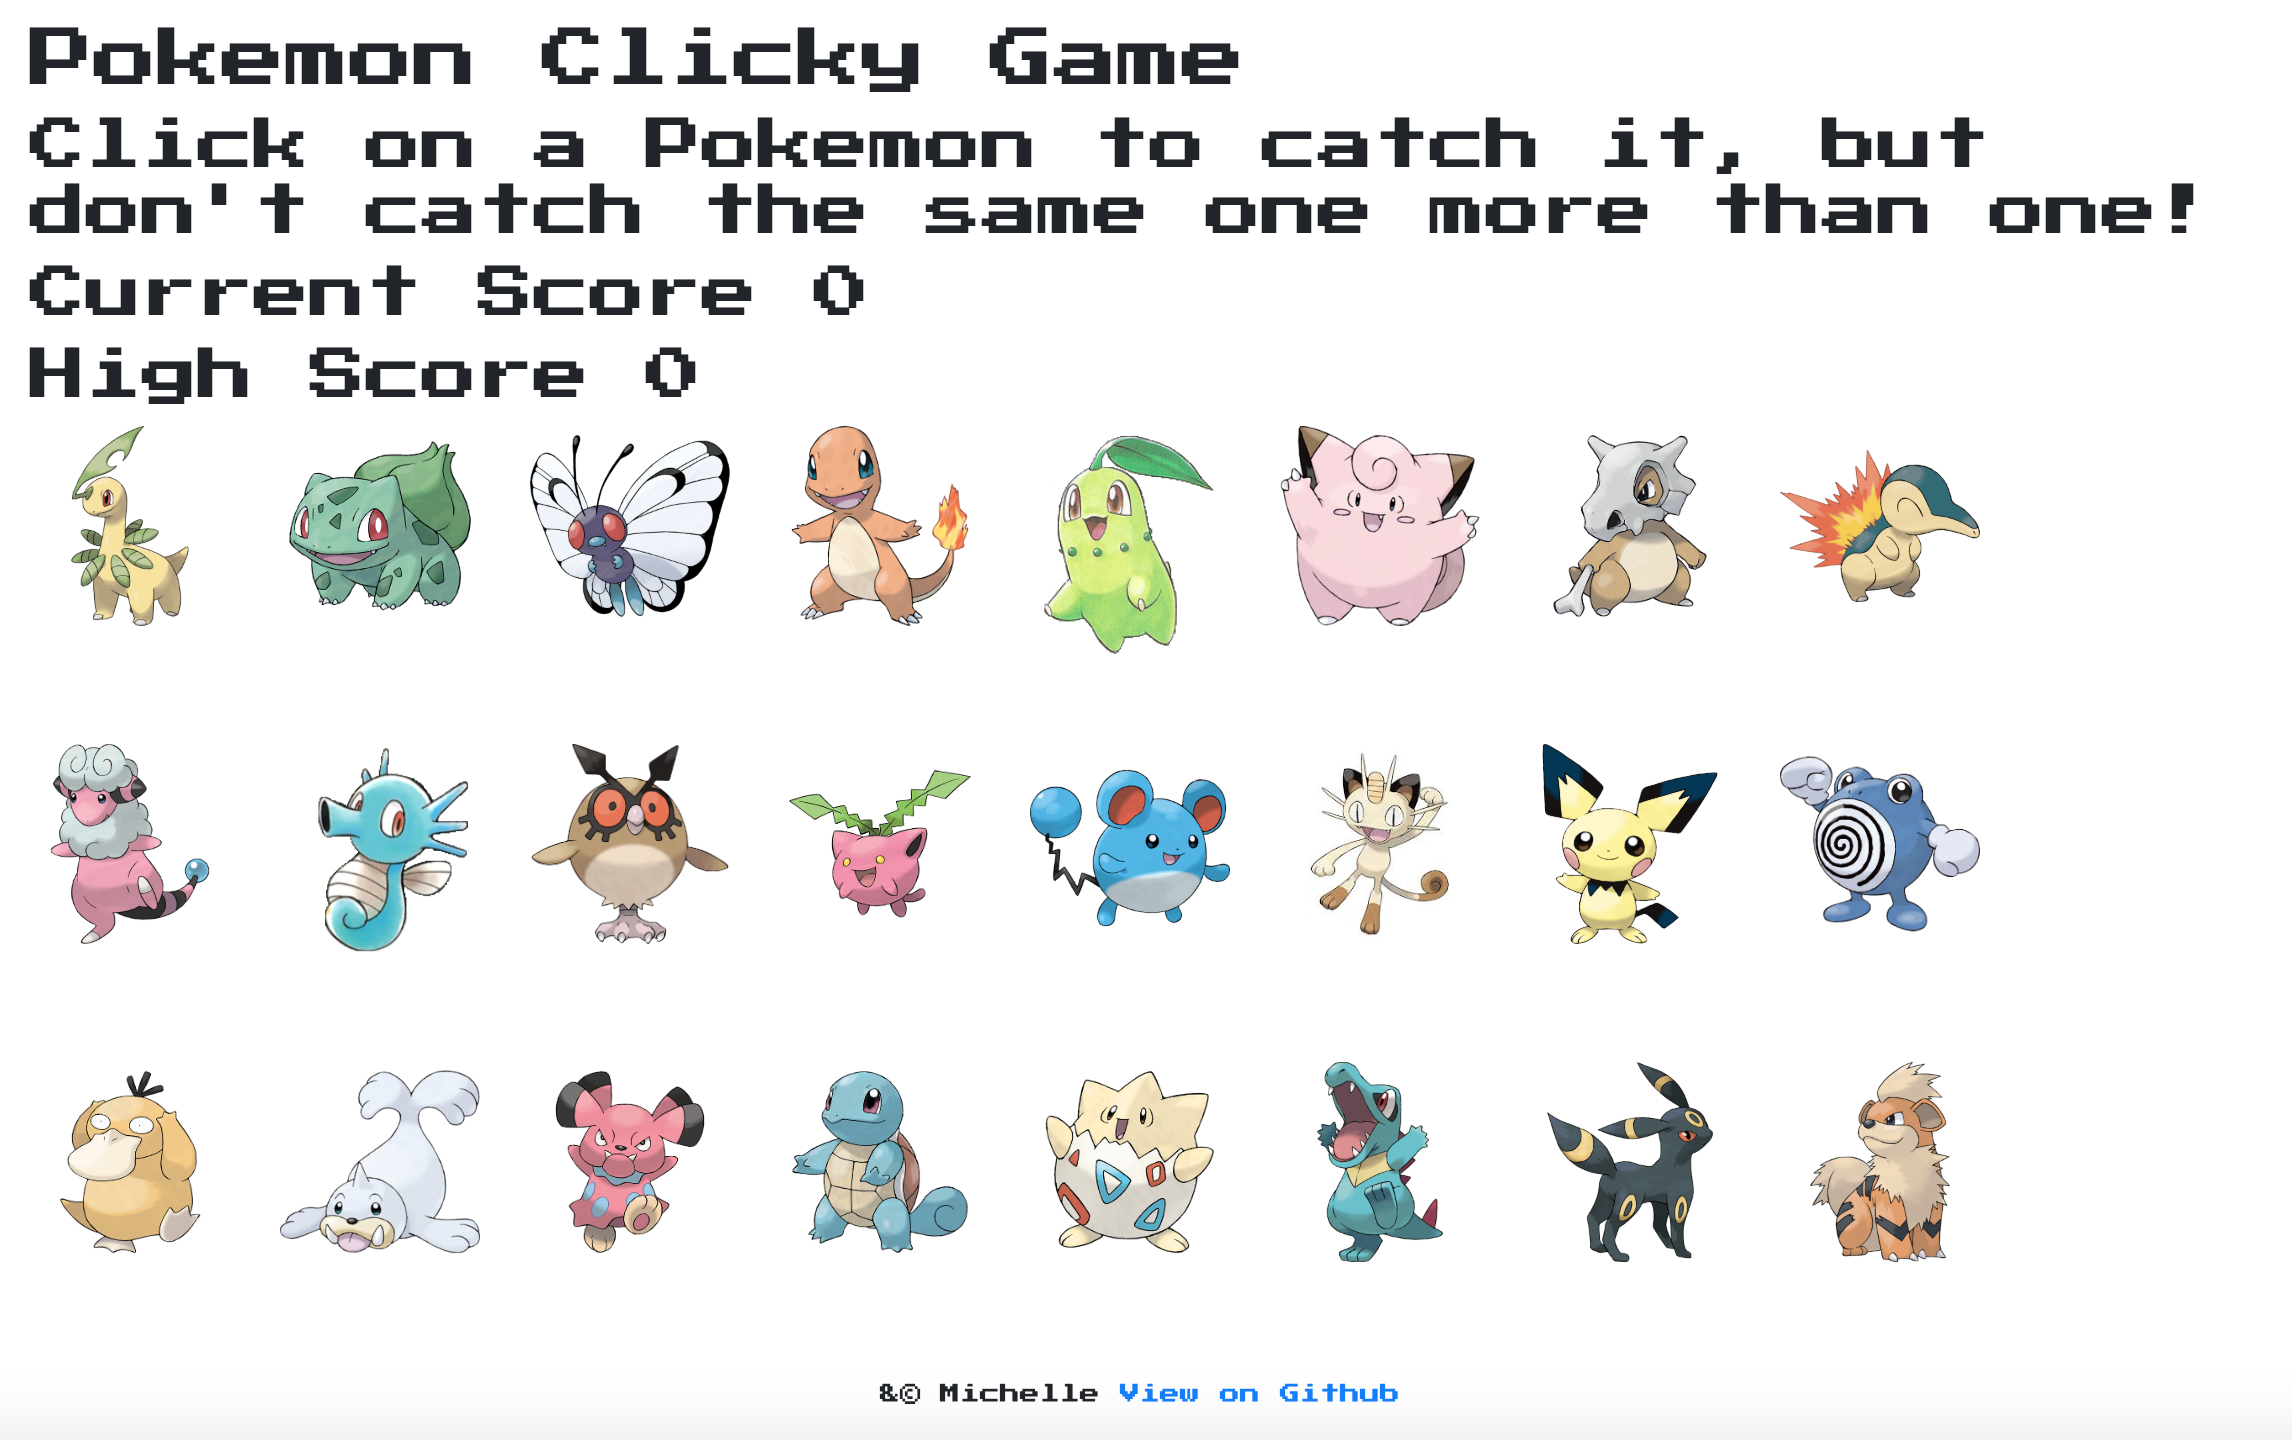 Pokemon Clicky Game
Click on a Pokemon to catch it, but
don't catch the same one more than one!
Current Score 0
High Score 0
&© Michelle View on Github